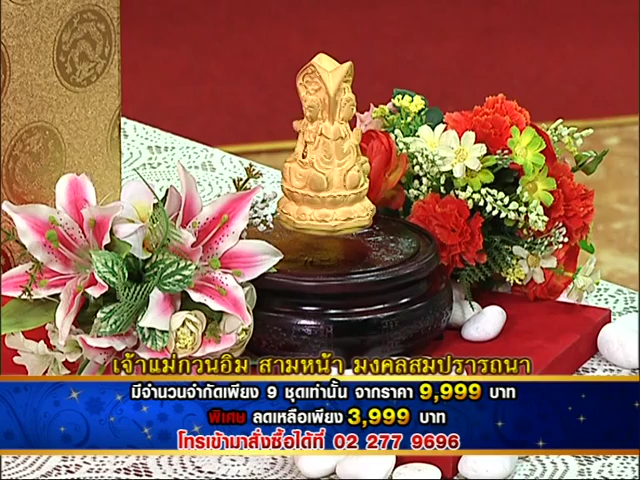 เจ้าแม่กวนอิม สามหน้า มงคลสมปรารถนา
มีจำนวนจำกัดเพียง 9 ชุดเท่านั้น จากราคา 9,999 บาท
พิเศษ ลดเหลือเพียง 3,999 บาท
โทรเข้ามาสั่งซื้อได้ที่ 02 277 9696